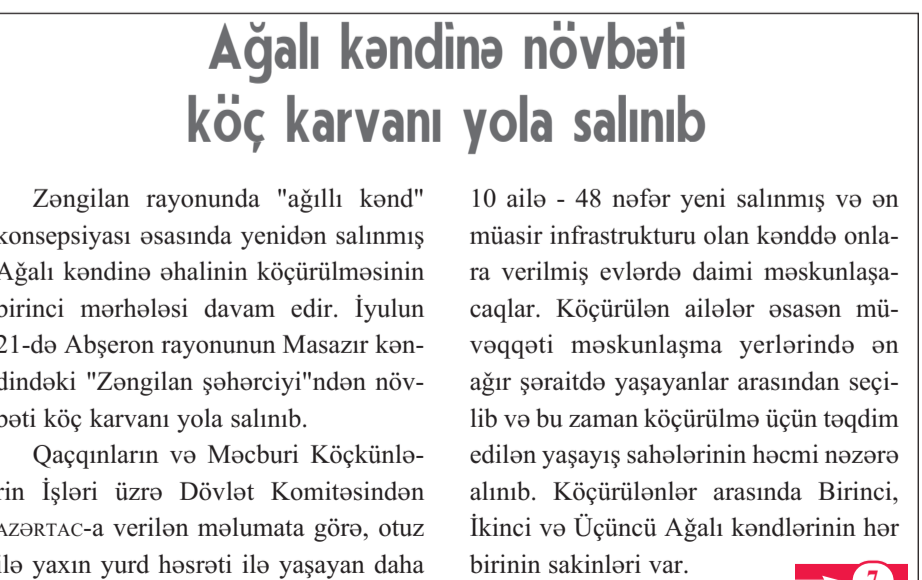 Ağalı kəndinə növbəti
köç karvanı yola salınıb
Zəngilan rayonunda "ağıllı kənd"
konsepsiyası əsasında yenidən salınmış
Ağalı kəndinə əhalinin köçürülməsinin
birinci mərhələsi davam edir. İyulun
21-də Abşeron rayonunun Masazır kən-
dindəki "Zəngilan şəhərciyi"ndən növ-
bəti köç karvanı yola salınıb.
Qaçqınların və Məcburi Köçkünlə-
rin İşləri üzrə Dövlət Komitəsindən
AZƏRTAC-a verilən məlumata görə, otuz
ilə yaxın yurd həsrəti ilə yaşayan daha
10 ailə - 48 nəfər yeni salınmış və ən
müasir infrastrukturu olan kənddə onla-
ra verilmiş evlərdə daimi məskunlaşa-
caqlar. Köçürülən ailələr əsasən mü-
vəqqəti məskunlaşma yerlərində ən
ağır şəraitdə yaşayanlar arasından seçi-
lib və bu zaman köçürülmə üçün təqdim
edilən yaşayış sahələrinin həcmi nəzərə
alınıb. Köçürülənlər arasında Birinci,
İkinci və Üçüncü Ağalı kəndlərinin hər
birinin sakinləri var.
7